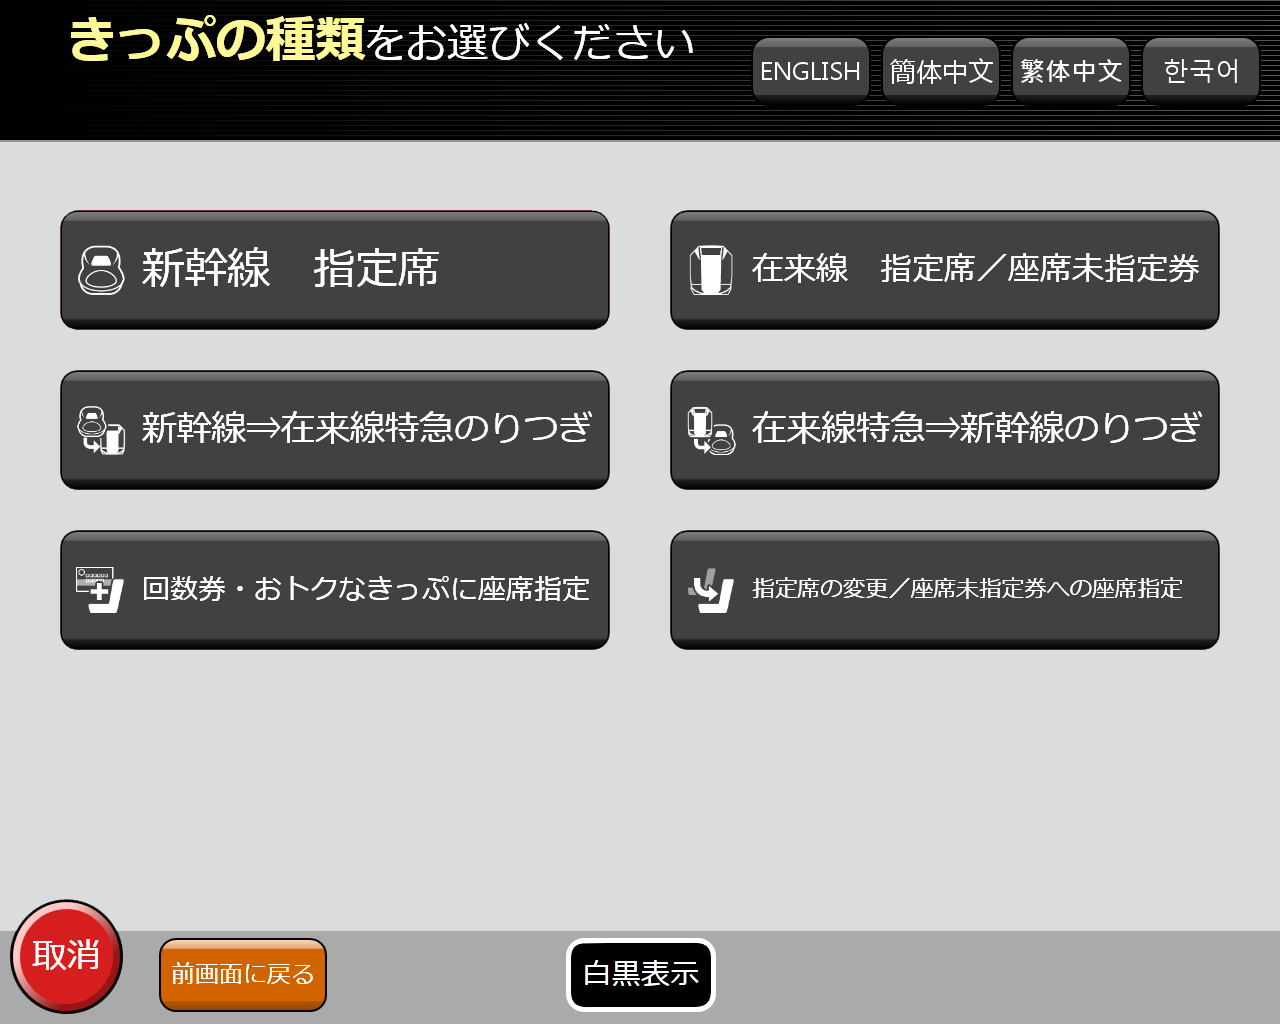 きっぷの種類をお選びください
ENGLISH
簡体中文
繁体中文
한국어
新幹線　指定席
在来線　指定席／座席未指定券
新幹線⇒在来線特急のりつぎ
在来線特急⇒新幹線のりつぎ
回数券・おトクなきっぷに座席指定
指定席の変更／座席未指定券への座席指定
取消
前画面に戻る
白黒表示